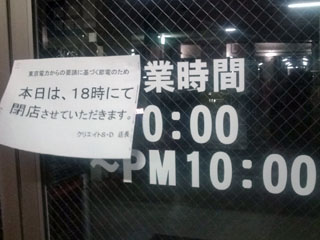 東京電力からの要請に基づく節電のため
本日は、18時にて
閉店させていただきます。
クリエイトS・D 店長
業時間
10:00
~PM10:00